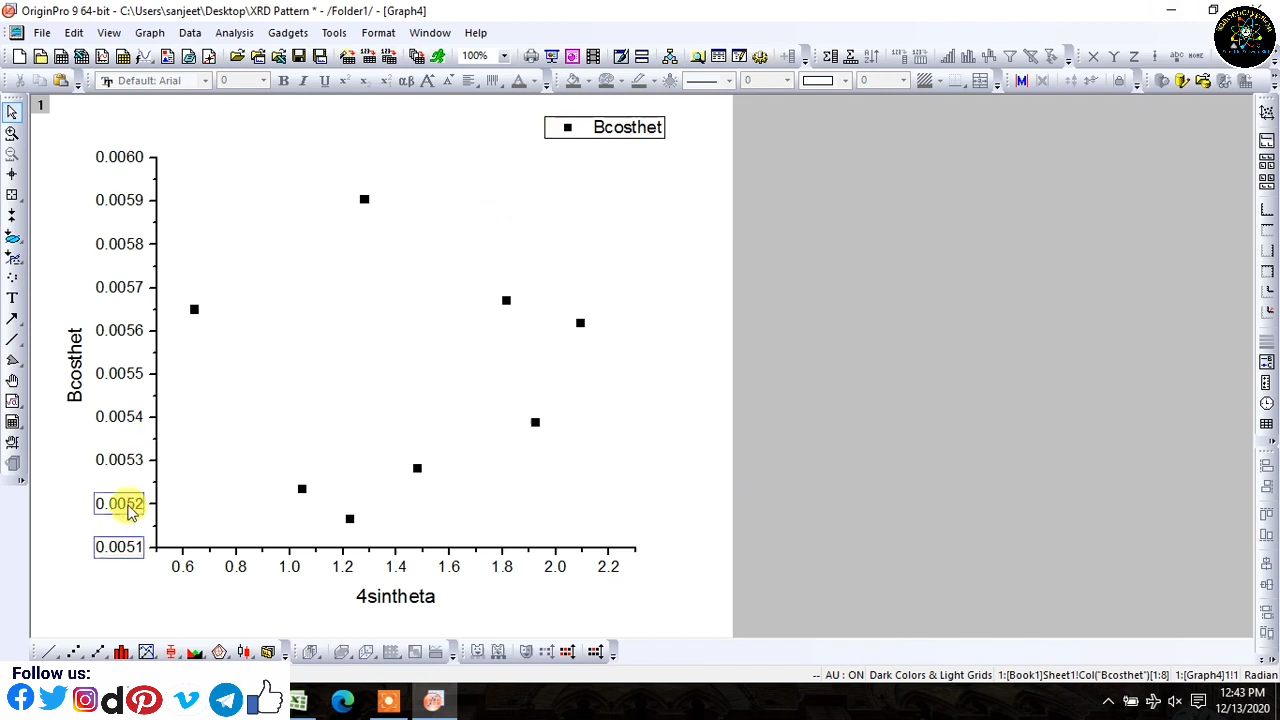 OriginPro 9 64-bit - C:\Users\sanjeet\Desktop\XRD Pattern * - /Folder1/ - [Graph4]
File Edit View Graph Data Analysis Gadgets Tools Format Window Help
100%
Default: Arial 0 B I U αβ A A 0 0
X Y Z
1
Bcosthet
0.0060
0.0059
0.0058
0.0057
0.0056
0.0055
0.0054
0.0053
0.0052
0.0051
Bcosthet
0.6 0.8 1.0 1.2 1.4 1.6 1.8 2.0 2.2
4sintheta
-- AU : ON Dark Colors & Light Grids 1:[Book1]Sheet1!Col("Bcosthet")[1:8] 1:[Graph4]1!1 Radian
Follow us:
12:43 PM
12/13/2020